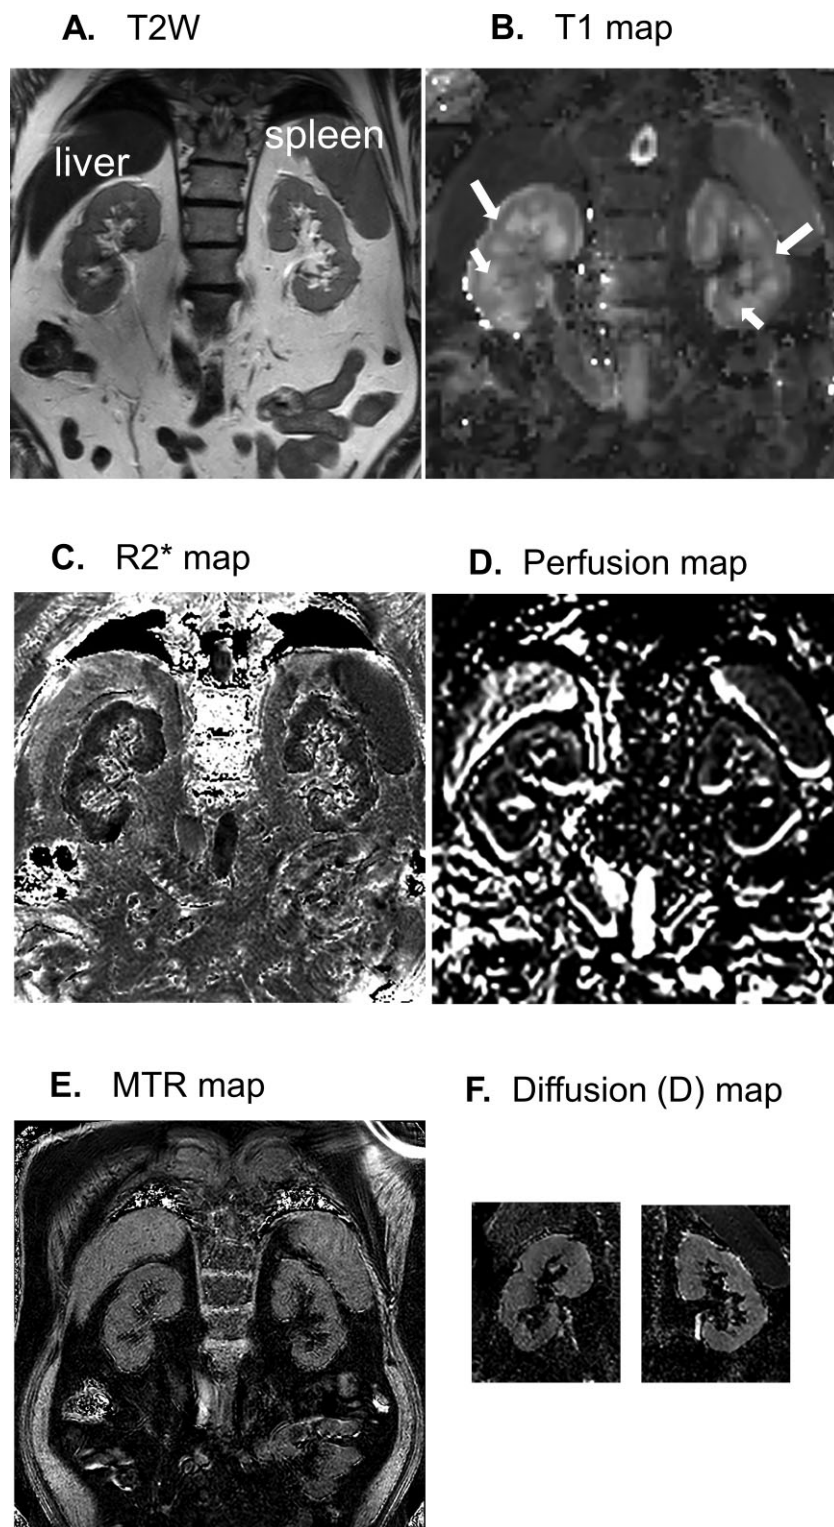 A. T2W
B. T1 map
liver
spleen
C. R2* map
D. Perfusion map
E. MTR map
F. Diffusion (D) map